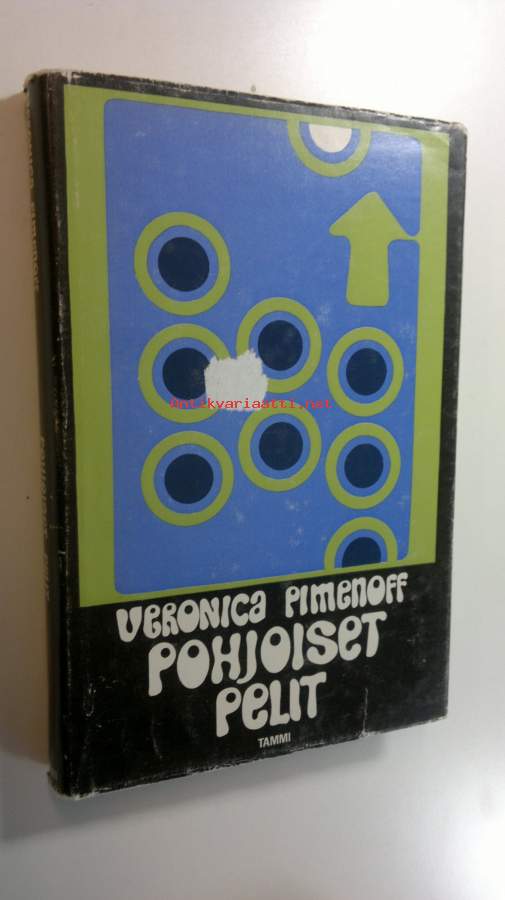 Antikvariaatti.net
VERONICA PIMENOFF
POHJOISET
PELIT
TAMMI